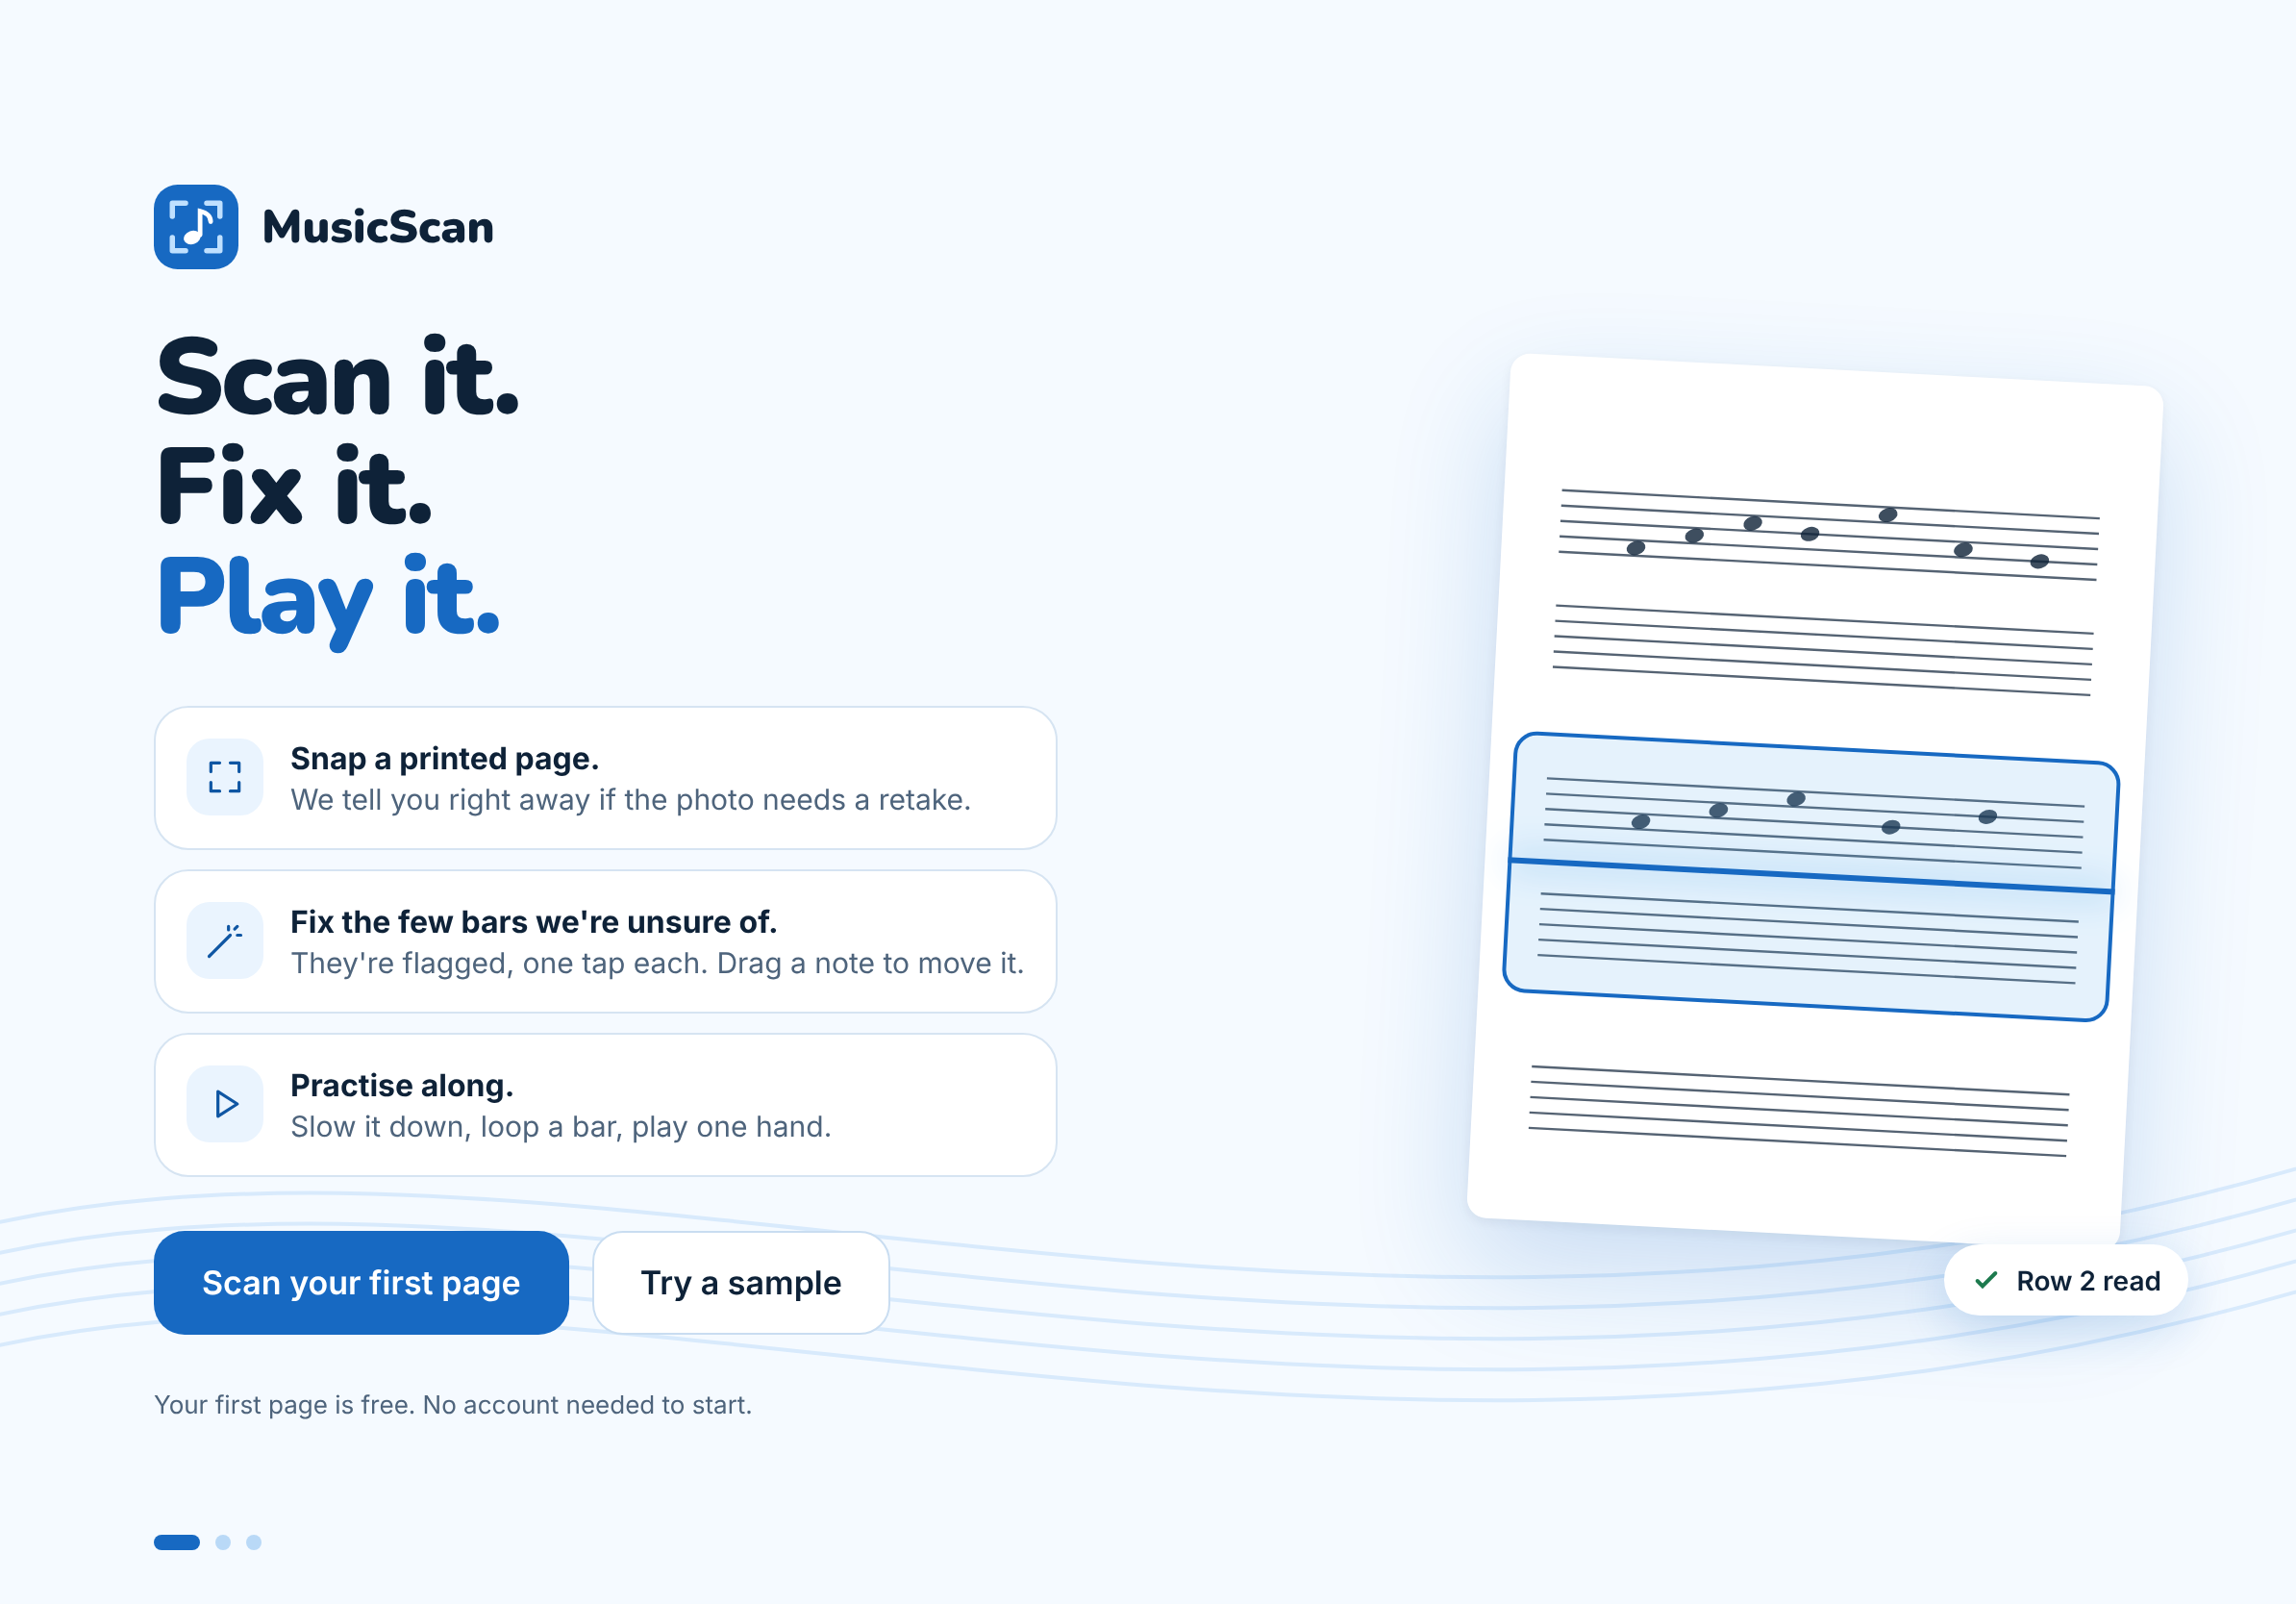 MusicScan
Scan it.
Fix it.
Play it.
Snap a printed page.
We tell you right away if the photo needs a retake.
Fix the few bars we're unsure of.
They're flagged, one tap each. Drag a note to move it.
Practise along.
Slow it down, loop a bar, play one hand.
Scan your first page
Try a sample
Your first page is free. No account needed to start.
Row 2 read